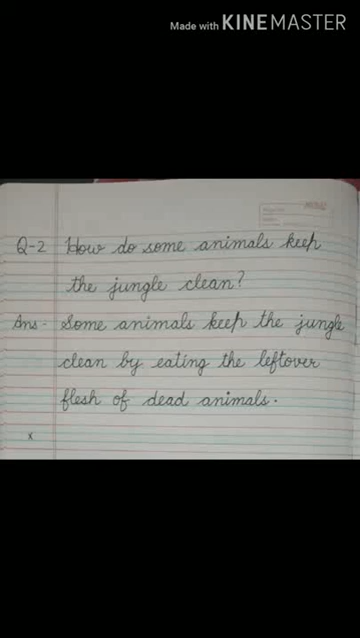 Made with KINEMASTER
Q-2 How do some animals keep
the jungle clean?
Ans- Some animals keep the jungle
clean by eating the leftover
flesh of dead animals.
x